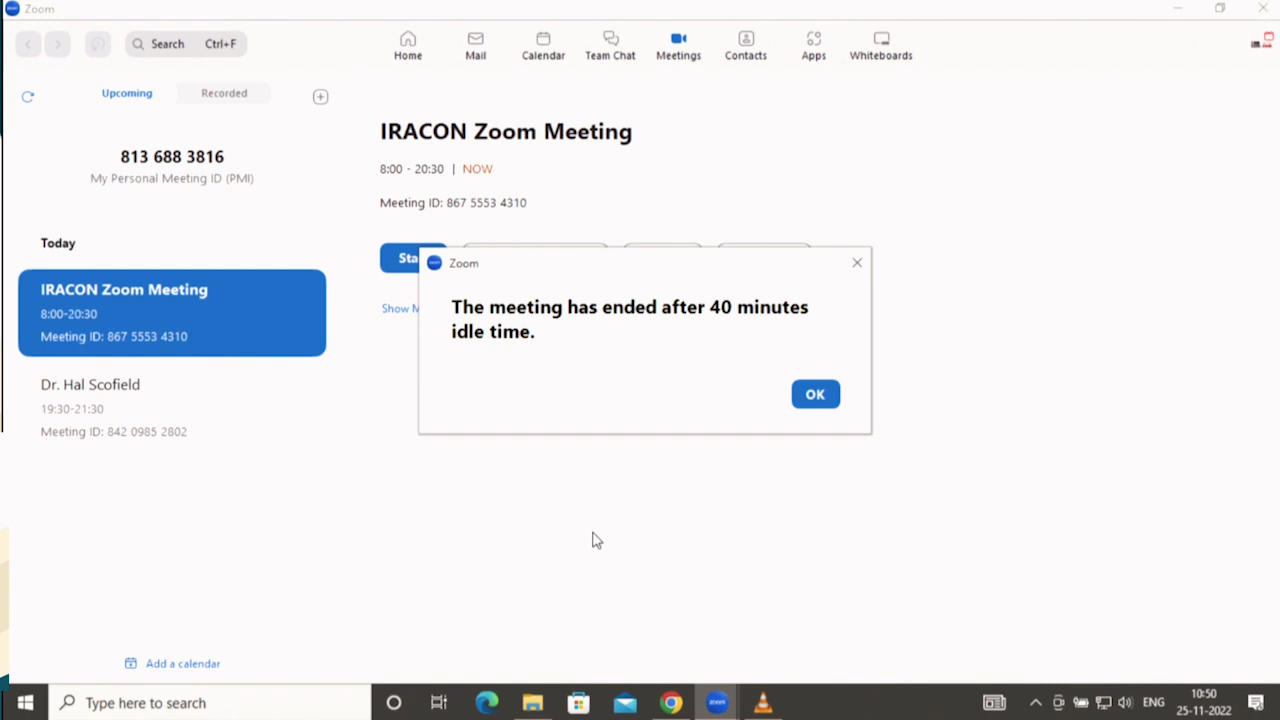 Zoom
Search Ctrl+F
Home
Mail
Calendar
Team Chat
Meetings
Contacts
Apps
Whiteboards
Upcoming
Recorded
813 688 3816
My Personal Meeting ID (PMI)
Today
IRACON Zoom Meeting
8:00-20:30
Meeting ID: 867 5553 4310
Dr. Hal Scofield
19:30-21:30
Meeting ID: 842 0985 2802
Add a calendar
IRACON Zoom Meeting
8:00 - 20:30 | NOW
Meeting ID: 867 5553 4310
Sta
Show M
Zoom
The meeting has ended after 40 minutes
idle time.
OK
Type here to search
zoom
ENG
10:50
25-11-2022